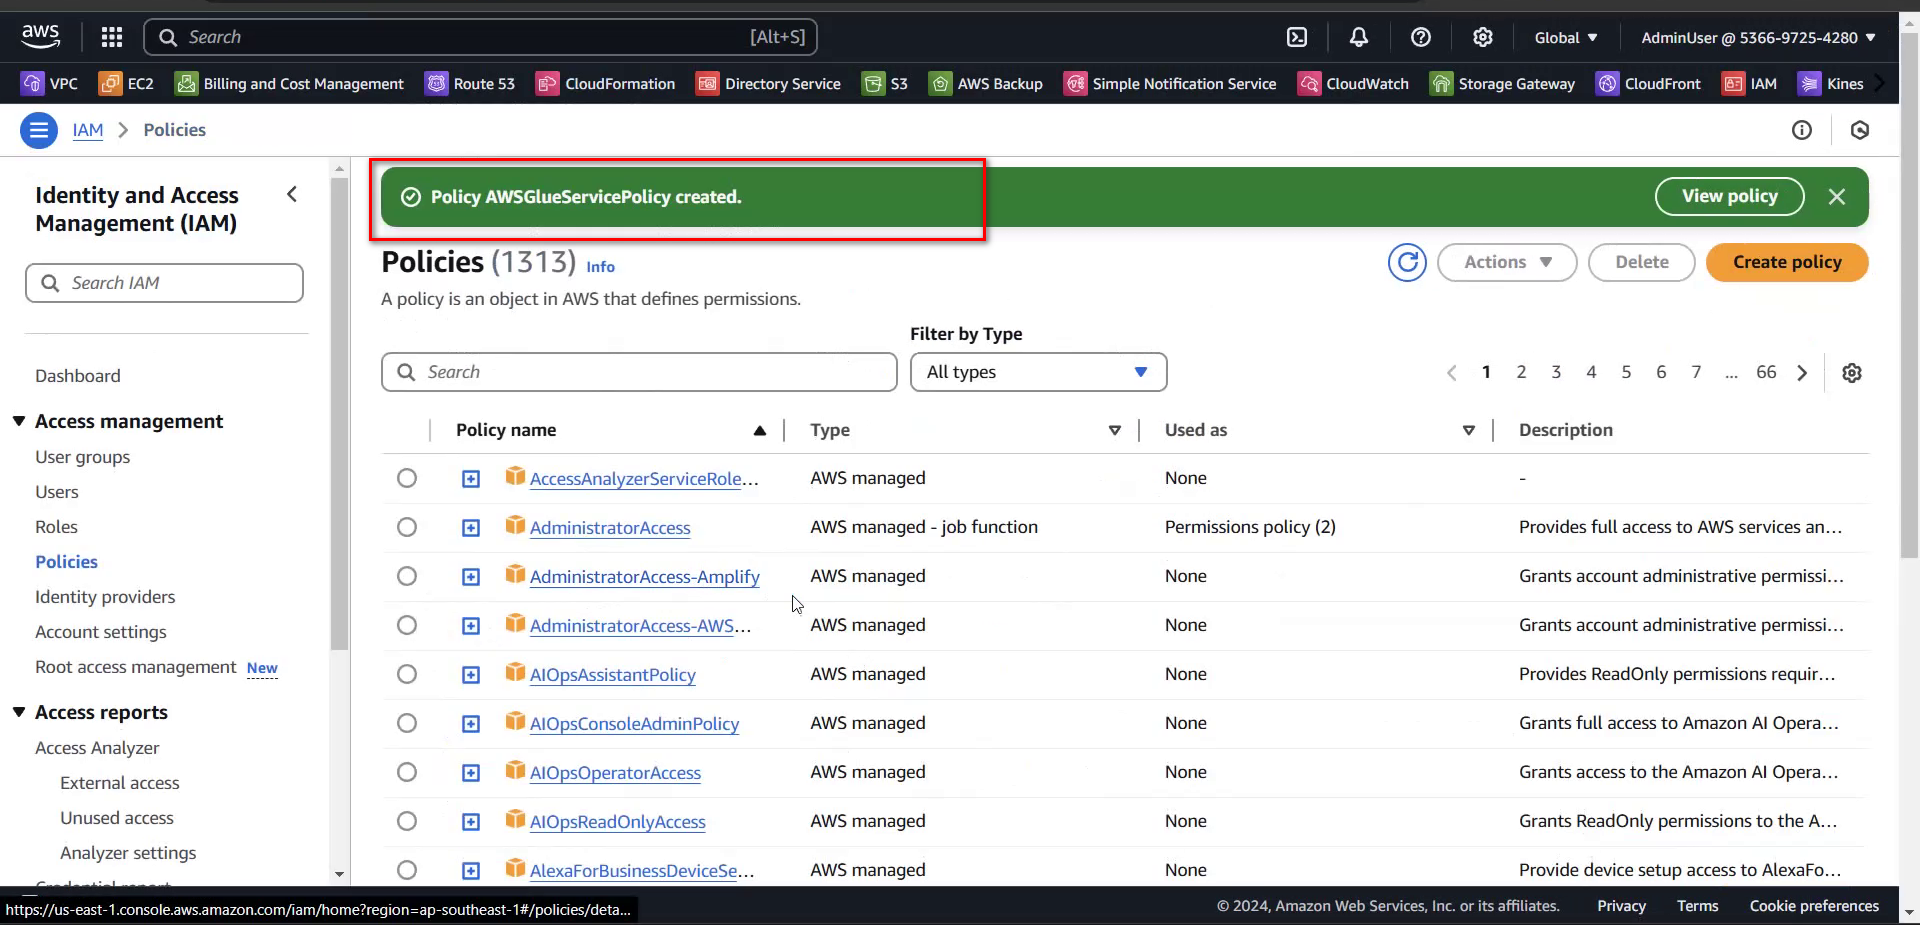 aws
Search [Alt+S]
Global
AdminUser @ 5366-9725-4280
VPC
EC2
Billing and Cost Management
Route 53
CloudFormation
Directory Service
S3
AWS Backup
Simple Notification Service
CloudWatch
Storage Gateway
CloudFront
IAM
Kines
IAM
Policies
Identity and Access
Management (IAM)
Search IAM
Dashboard
Access management
User groups
Users
Roles
Policies
Identity providers
Account settings
Root access management New
Access reports
Access Analyzer
External access
Unused access
Analyzer settings
Policy AWSGlueServicePolicy created.
View policy
Policies (1313) Info
Actions
Delete
Create policy
A policy is an object in AWS that defines permissions.
Filter by Type
Search
All types
1 2 3 4 5 6 7 ... 66
Policy name Type Used as Description
AccessAnalyzerServiceRole... AWS managed None -
AdministratorAccess AWS managed - job function Permissions policy (2) Provides full access to AWS services an...
AdministratorAccess-Amplify AWS managed None Grants account administrative permissi...
AdministratorAccess-AWS... AWS managed None Grants account administrative permissi...
AIOpsAssistantPolicy AWS managed None Provides ReadOnly permissions requir...
AIOpsConsoleAdminPolicy AWS managed None Grants full access to Amazon AI Opera...
AIOpsOperatorAccess AWS managed None Grants access to the Amazon AI Opera...
AIOpsReadOnlyAccess AWS managed None Grants ReadOnly permissions to the A...
AlexaForBusinessDeviceSe... AWS managed None Provide device setup access to AlexaFo...
https://us-east-1.console.aws.amazon.com/iam/home?region=ap-southeast-1#/policies/deta...
© 2024, Amazon Web Services, Inc. or its affiliates.
Privacy
Terms
Cookie preferences